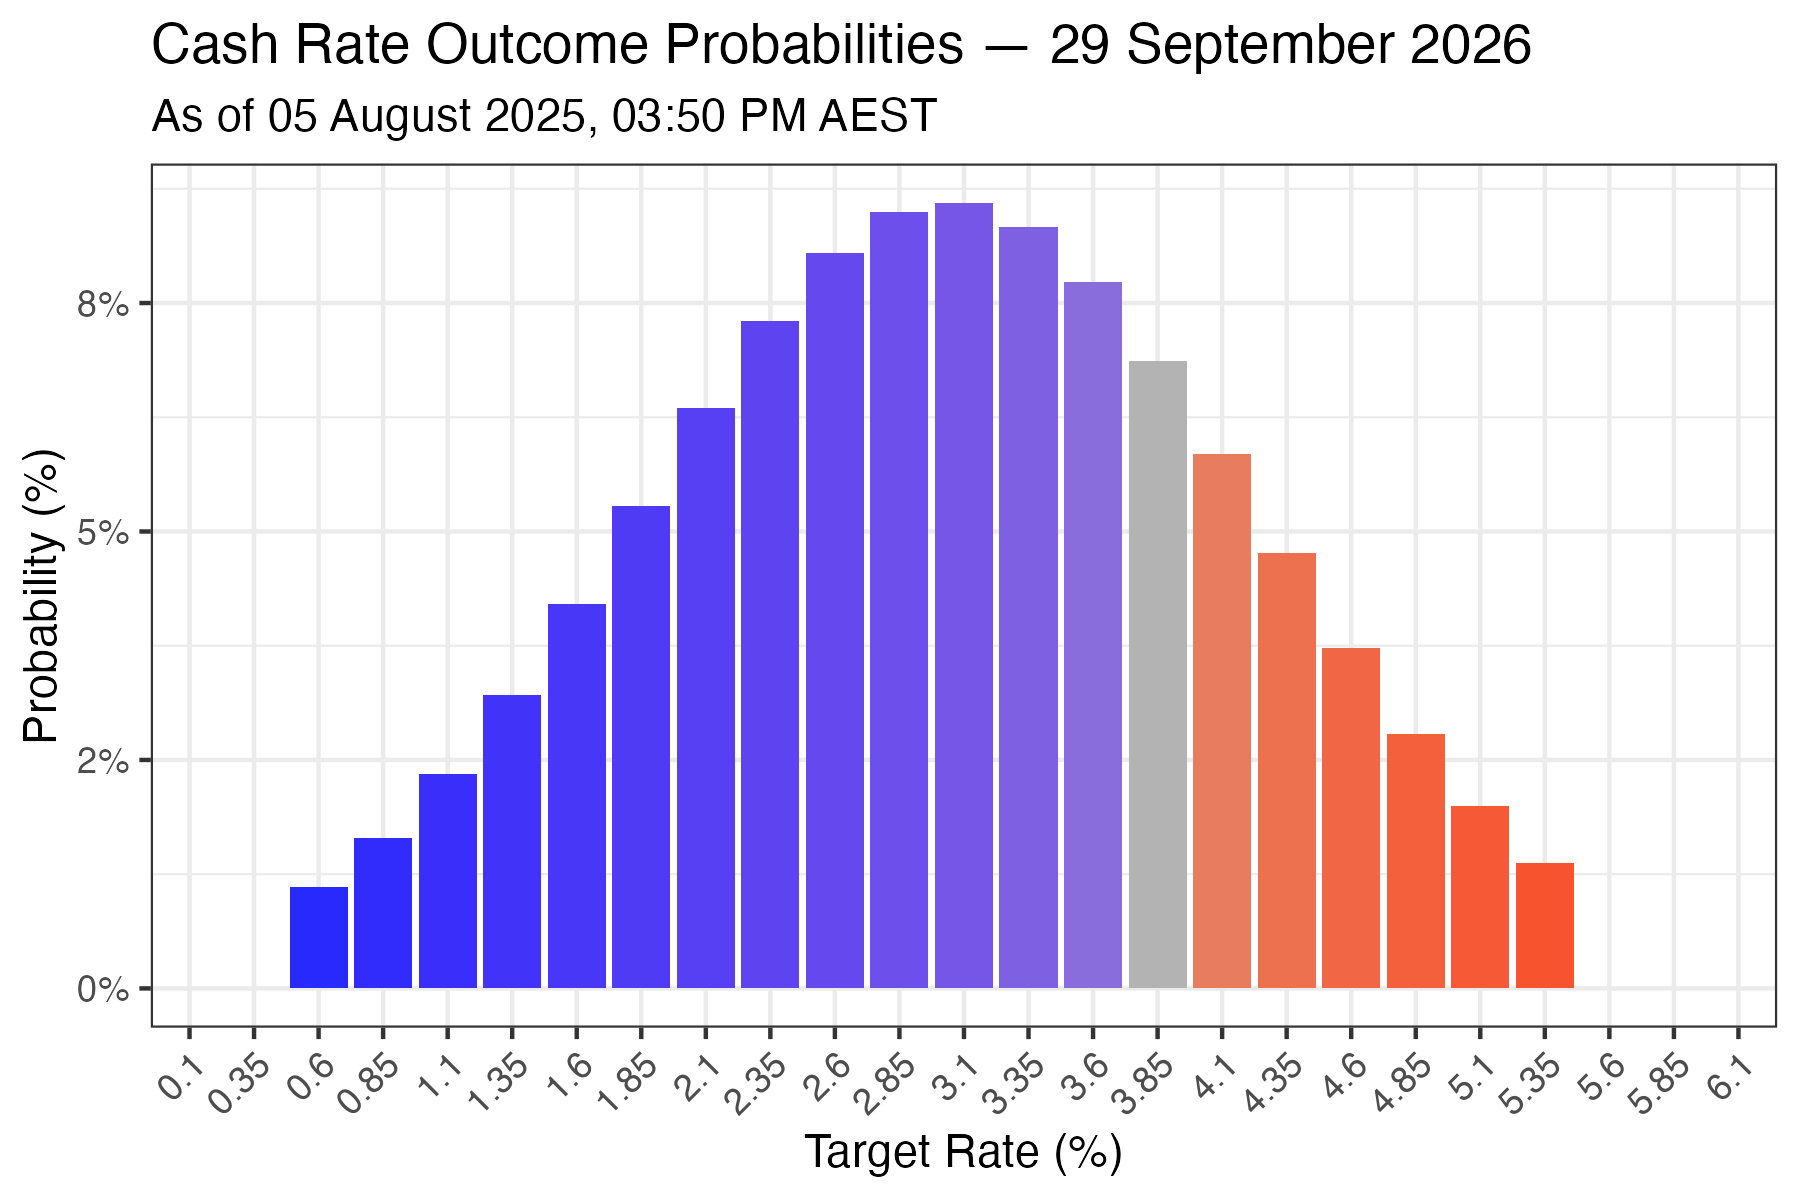 Cash Rate Outcome Probabilities — 29 September 2026
As of 05 August 2025, 03:50 PM AEST
Probability (%)
8%
5%
2%
0%
0.1 0.35 0.6 0.85 1.1 1.35 1.6 1.85 2.1 2.35 2.6 2.85 3.1 3.35 3.6 3.85 4.1 4.35 4.6 4.85 5.1 5.35 5.6 5.85 6.1
Target Rate (%)